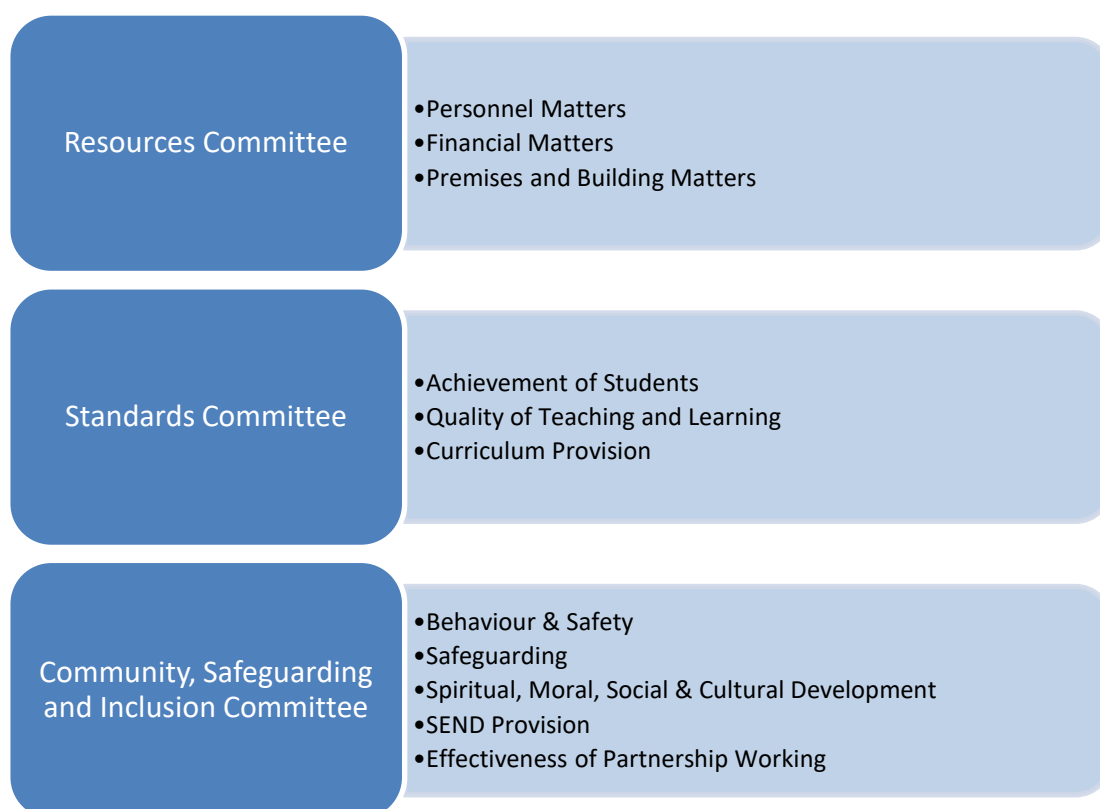 Resources Committee
•Personnel Matters
•Financial Matters
•Premises and Building Matters
Standards Committee
•Achievement of Students
•Quality of Teaching and Learning
•Curriculum Provision
Community, Safeguarding
and Inclusion Committee
•Behaviour & Safety
•Safeguarding
•Spiritual, Moral, Social & Cultural Development
•SEND Provision
•Effectiveness of Partnership Working